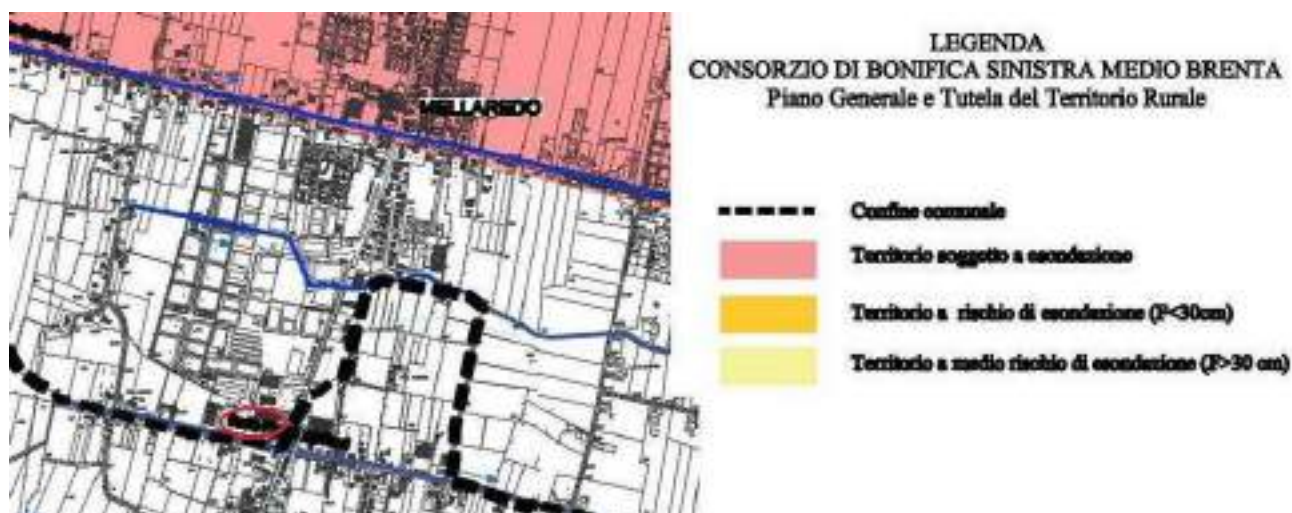 MELLAREDO
LEGENDA
CONSORZIO DI BONIFICA SINISTRA MEDIO BRENTA
Piano Generale e Tutela del Territorio Rurale
Confine comunale
Territorio soggetto a esondazione
Territorio a rischio di esondazione (F<30cm)
Territorio a medio rischio di esondazione (F>30 cm)